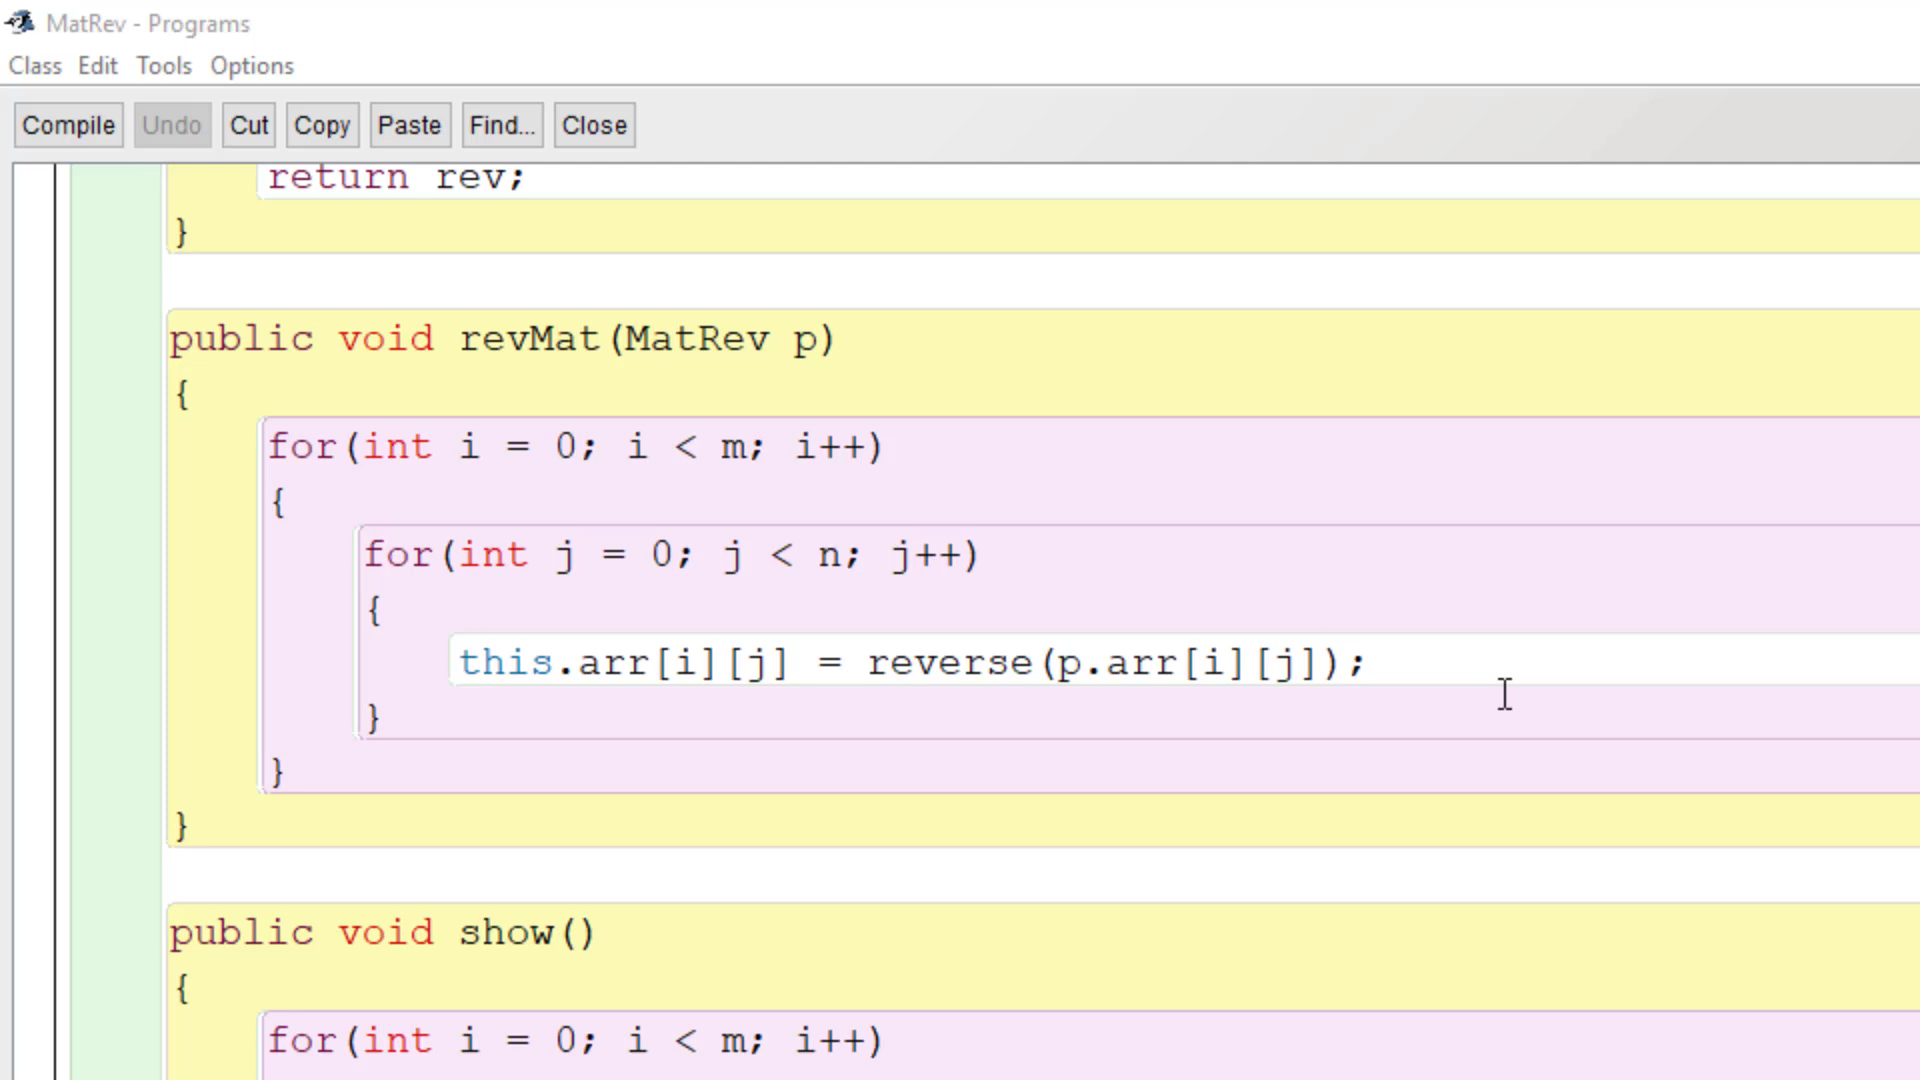 MatRev - Programs
Class Edit Tools Options
Compile Undo Cut Copy Paste Find... Close
return rev;
}
public void revMat(MatRev p)
{
for(int i = 0; i < m; i++)
{
for(int j = 0; j < n; j++)
{
this.arr[i][j] = reverse(p.arr[i][j]);
}
}
}
public void show()
{
for(int i = 0; i < m; i++)